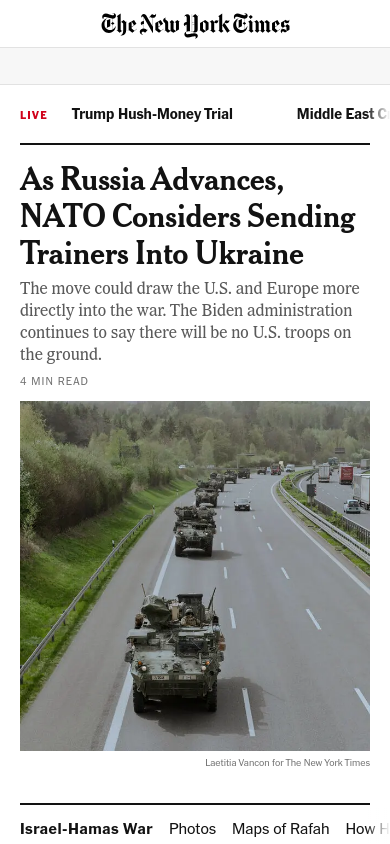 The New York Times
LIVE
Trump Hush-Money Trial
Middle East C
As Russia Advances,
NATO Considers Sending
Trainers Into Ukraine
The move could draw the U.S. and Europe more
directly into the war. The Biden administration
continues to say there will be no U.S. troops on
the ground.
4 MIN READ
Laetitia Vancon for The New York Times
Israel-Hamas War Photos Maps of Rafah How H